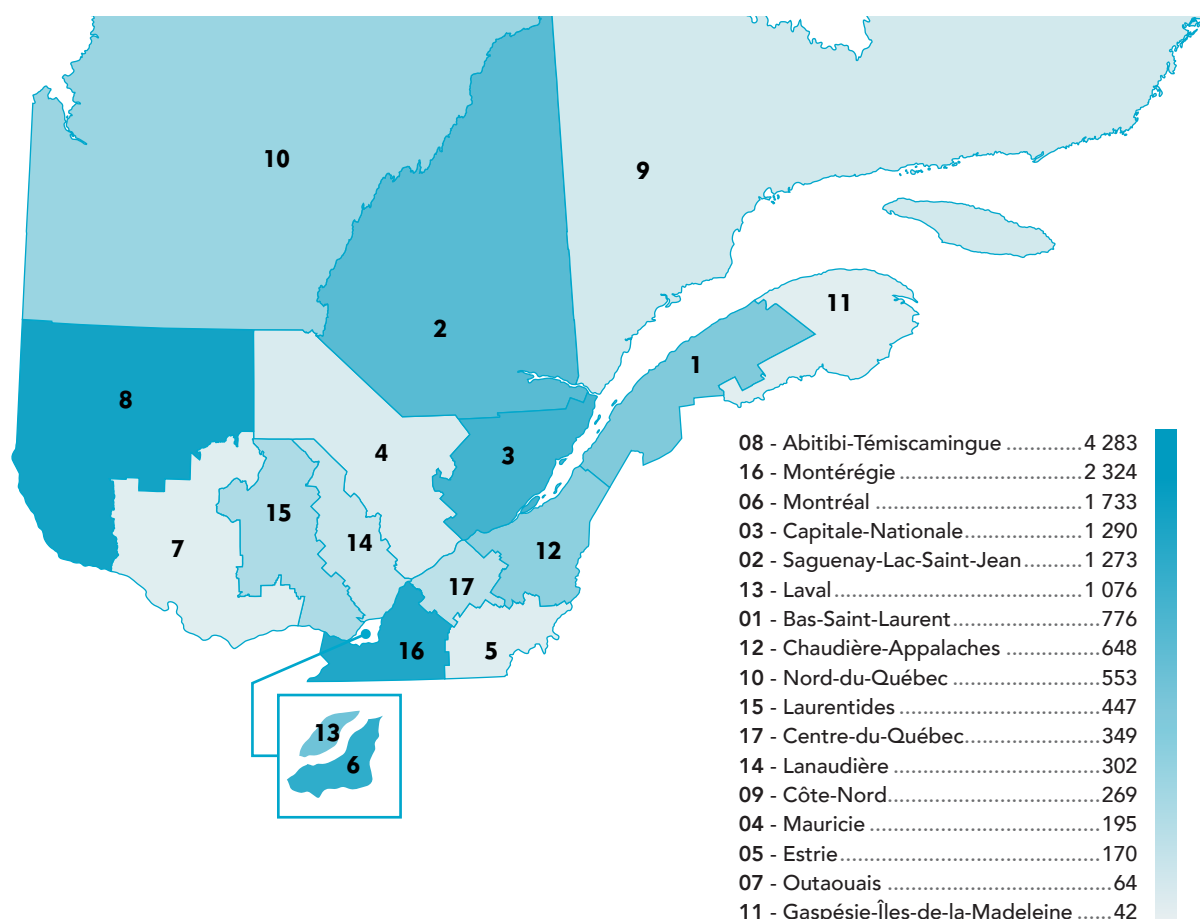 10
9
11
2
1
8
4
3
15
14
12
7
17
16
5
13
6
08 - Abitibi-Témiscamingue .............4 283
16 - Montérégie .............................2 324
06 - Montréal .................................1 733
03 - Capitale-Nationale....................1 290
02 - Saguenay-Lac-Saint-Jean...........1 273
13 - Laval........................................1 076
01 - Bas-Saint-Laurent.........................776
12 - Chaudière-Appalaches .................648
10 - Nord-du-Québec .........................553
15 - Laurentides ..................................447
17 - Centre-du-Québec.......................349
14 - Lanaudière ...................................302
09 - Côte-Nord....................................269
04 - Mauricie .......................................195
05 - Estrie............................................170
07 - Outaouais ......................................64
11 - Gaspésie-Îles-de-la-Madeleine ......42